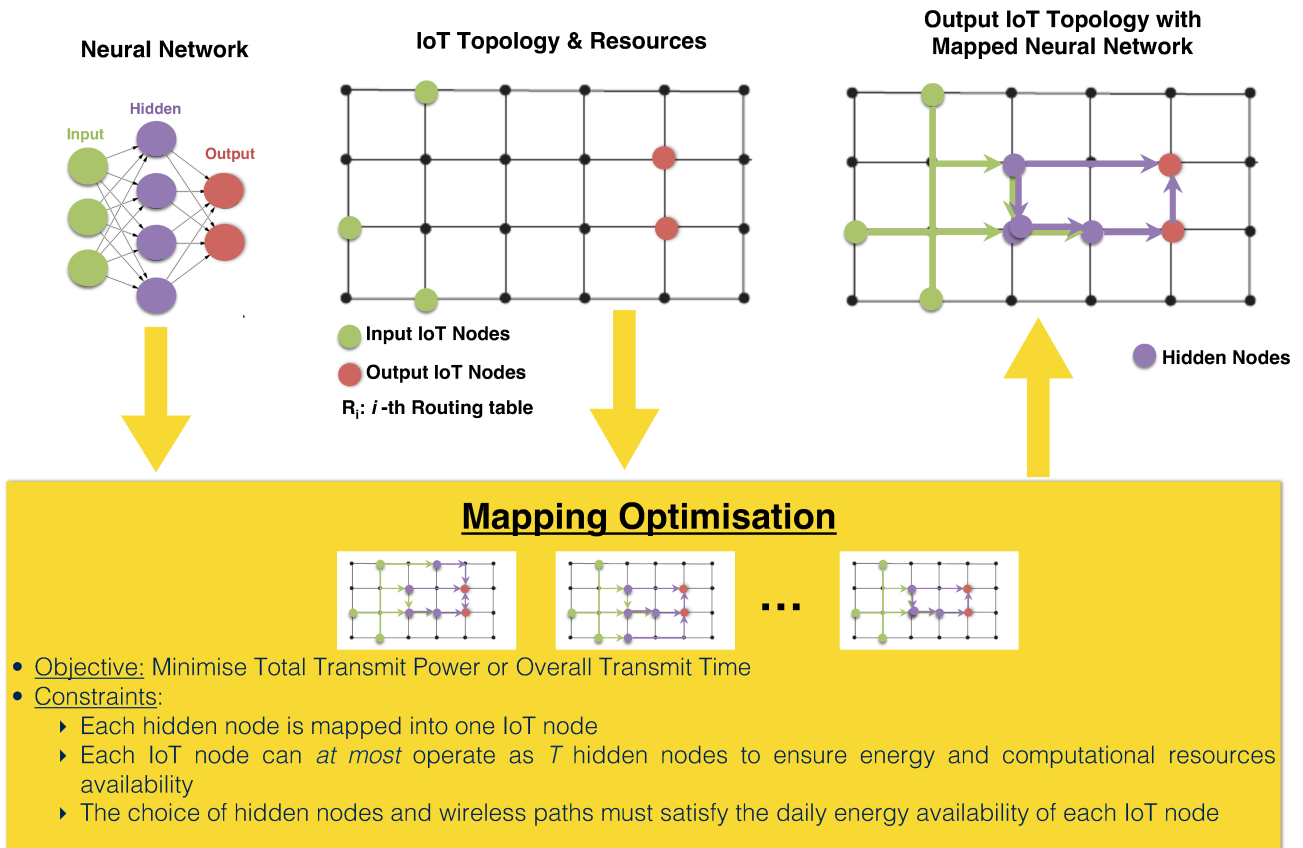 Neural Network
IoT Topology & Resources
Output IoT Topology with
Mapped Neural Network
Hidden
Input
Output
Input IoT Nodes
Output IoT Nodes
Ri: i -th Routing table
Hidden Nodes
Mapping Optimisation
...
• Objective: Minimise Total Transmit Power or Overall Transmit Time
• Constraints:
‣ Each hidden node is mapped into one IoT node
‣ Each IoT node can at most operate as T hidden nodes to ensure energy and computational resources
availability
‣ The choice of hidden nodes and wireless paths must satisfy the daily energy availability of each IoT node